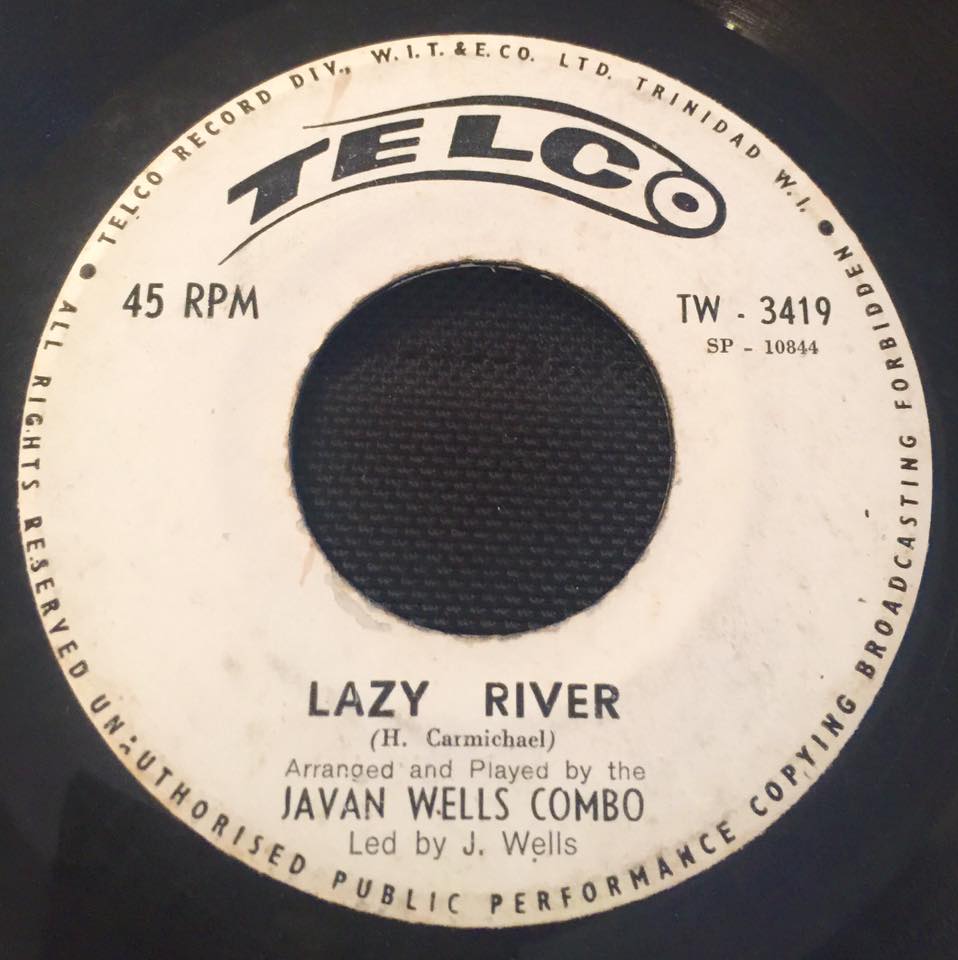 TELCO RECORD DIV., W.I.T. & E. CO. LTD. TRINIDAD W.I.
TELCO
45 RPM
TW - 3419
SP - 10844
LAZY RIVER
(H. Carmichael)
Arranged and Played by the
JAVAN WELLS COMBO
Led by J. Wells
ALL RIGHTS RESERVED UNAUTHORISED PUBLIC PERFORMANCE COPYING BROADCASTING FORBIDDEN